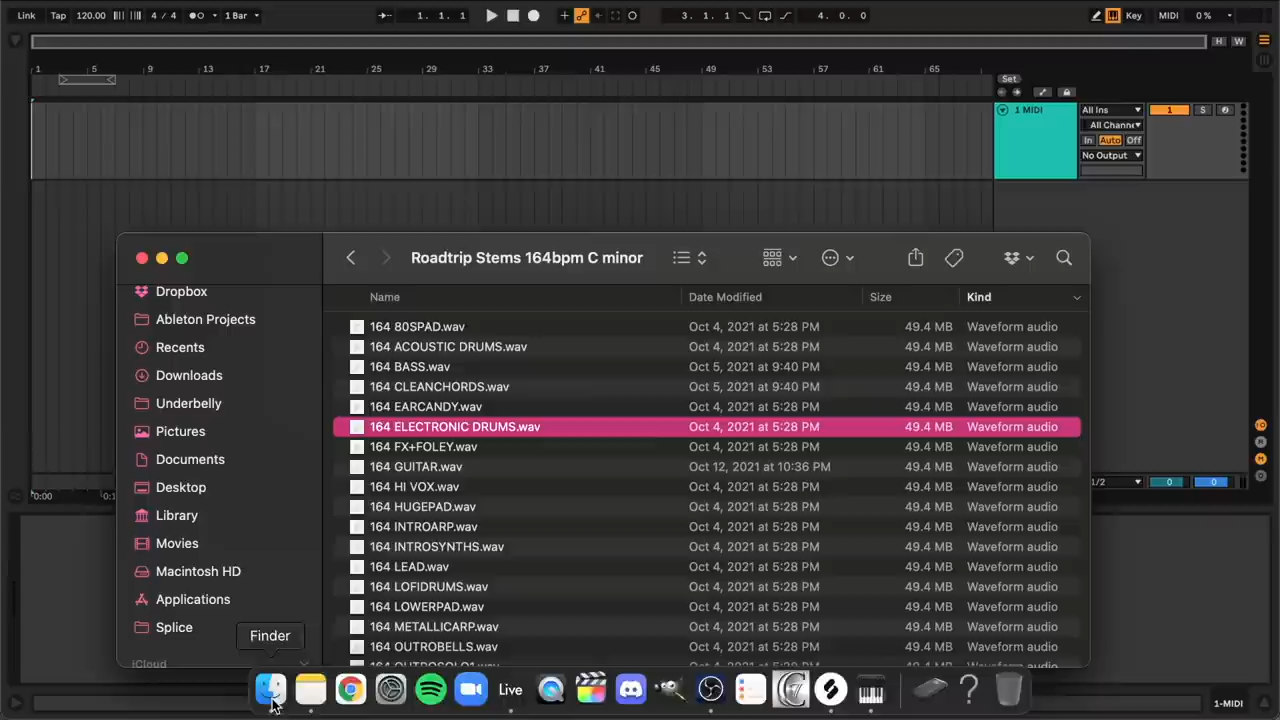 Link Tap 120.00 4 / 4 1 Bar 1. 1. 1 3. 1. 1 4. 0. 0 Key MIDI 0 %
H W
1 5 9 13 17 21 25 29 33 37 41 45 49 53 57 61 65
Set
1 MIDI All Ins 1 S
All Channe
In Auto Off
No Output
Roadtrip Stems 164bpm C minor
Name Date Modified Size Kind
Dropbox
Ableton Projects
Recents
Downloads
Underbelly
Pictures
Documents
Desktop
Library
Movies
Macintosh HD
Applications
Splice
iCloud
164 80SPAD.wav Oct 4, 2021 at 5:28 PM 49.4 MB Waveform audio
164 ACOUSTIC DRUMS.wav Oct 4, 2021 at 5:28 PM 49.4 MB Waveform audio
164 BASS.wav Oct 5, 2021 at 9:40 PM 49.4 MB Waveform audio
164 CLEANCHORDS.wav Oct 5, 2021 at 9:40 PM 49.4 MB Waveform audio
164 EARCANDY.wav Oct 4, 2021 at 5:28 PM 49.4 MB Waveform audio
164 ELECTRONIC DRUMS.wav Oct 4, 2021 at 5:28 PM 49.4 MB Waveform audio
164 FX+FOLEY.wav Oct 4, 2021 at 5:28 PM 49.4 MB Waveform audio
164 GUITAR.wav Oct 12, 2021 at 10:36 PM 49.4 MB Waveform audio
164 HI VOX.wav Oct 4, 2021 at 5:28 PM 49.4 MB Waveform audio
164 HUGEPAD.wav Oct 4, 2021 at 5:28 PM 49.4 MB Waveform audio
164 INTROARP.wav Oct 4, 2021 at 5:28 PM 49.4 MB Waveform audio
164 INTROSYNTHS.wav Oct 4, 2021 at 5:28 PM 49.4 MB Waveform audio
164 LEAD.wav Oct 4, 2021 at 5:28 PM 49.4 MB Waveform audio
164 LOFIDRUMS.wav Oct 4, 2021 at 5:28 PM 49.4 MB Waveform audio
164 LOWERPAD.wav Oct 4, 2021 at 5:28 PM 49.4 MB Waveform audio
164 METALLICARP.wav Oct 4, 2021 at 5:28 PM 49.4 MB Waveform audio
164 OUTROBELLS.wav Oct 4, 2021 at 5:28 PM 49.4 MB Waveform audio
0:00 0:1
1/2 0 0
Finder
Live
1-MIDI